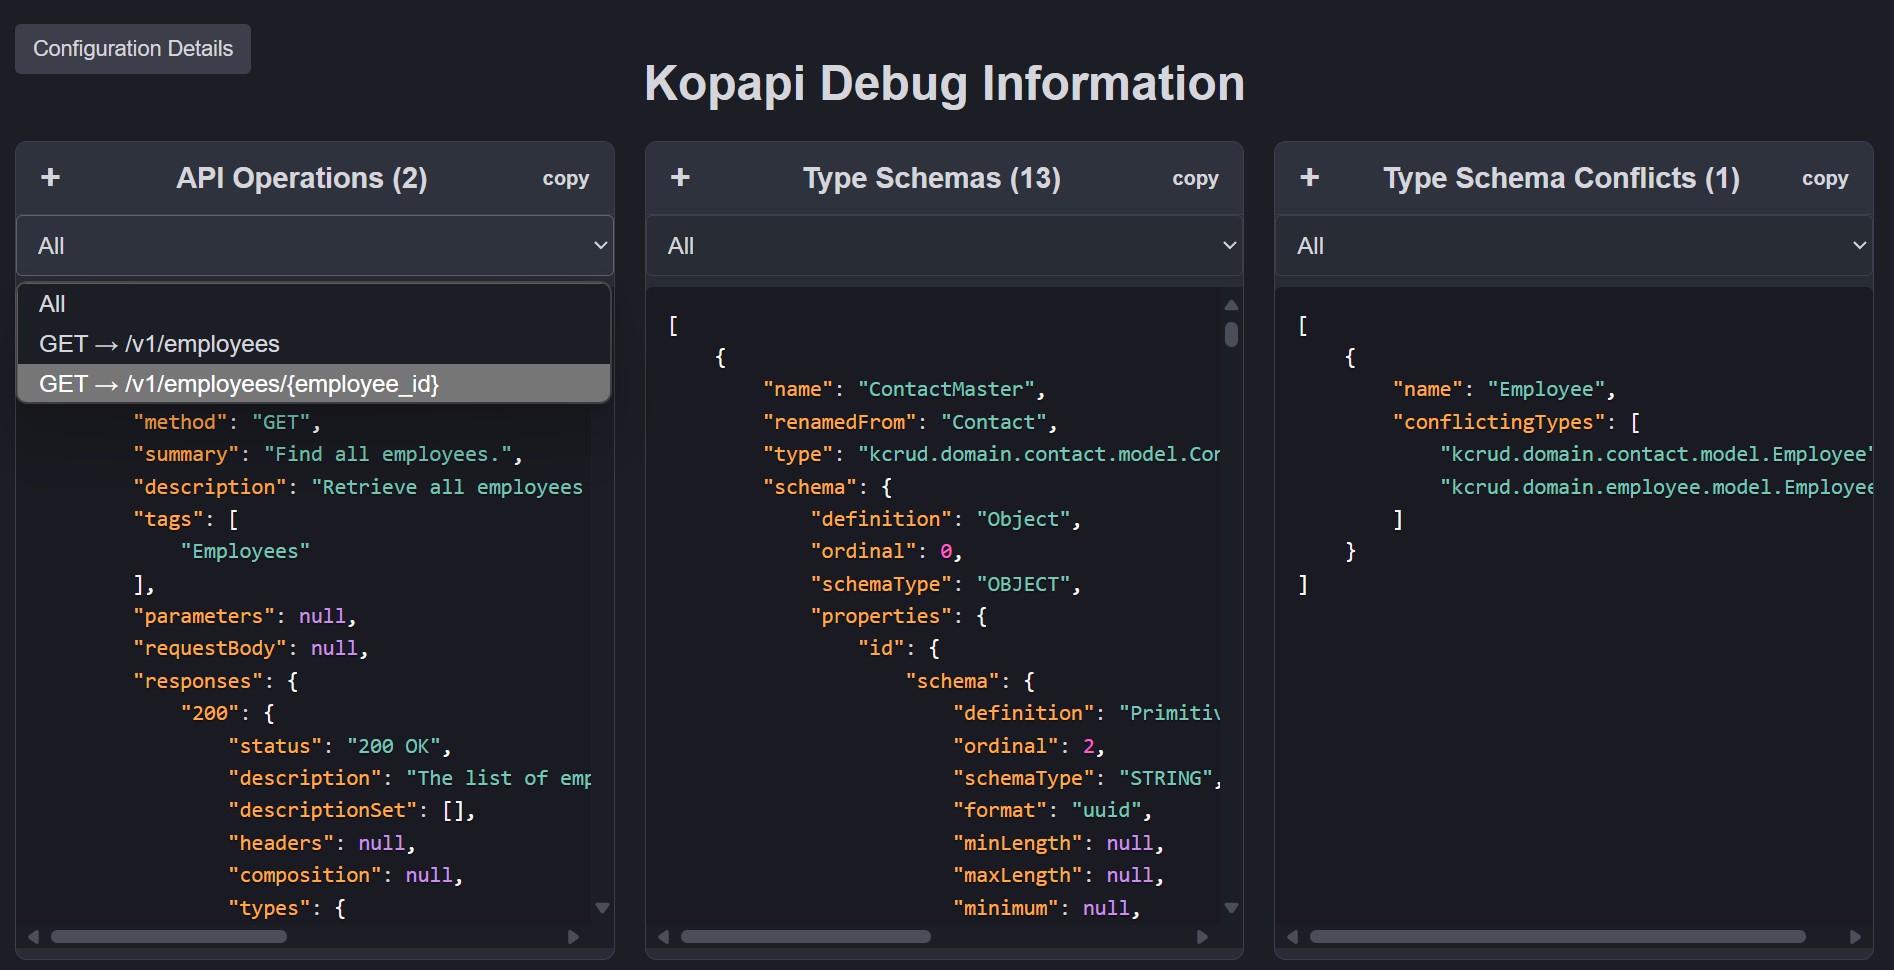 Configuration Details
Kopapi Debug Information
+ API Operations (2) copy
All
All
GET → /v1/employees
GET → /v1/employees/{employee_id}
"method": "GET",
"summary": "Find all employees.",
"description": "Retrieve all employees
"tags": [
"Employees"
],
"parameters": null,
"requestBody": null,
"responses": {
"200": {
"status": "200 OK",
"description": "The list of emp
"descriptionSet": [],
"headers": null,
"composition": null,
"types": {
+ Type Schemas (13) copy
All
[
{
"name": "ContactMaster",
"renamedFrom": "Contact",
"type": "kcrud.domain.contact.model.Con
"schema": {
"definition": "Object",
"ordinal": 0,
"schemaType": "OBJECT",
"properties": {
"id": {
"schema": {
"definition": "Primitiv
"ordinal": 2,
"schemaType": "STRING",
"format": "uuid",
"minLength": null,
"maxLength": null,
"minimum": null,
+ Type Schema Conflicts (1) copy
All
[
{
"name": "Employee",
"conflictingTypes": [
"kcrud.domain.contact.model.Employee"
"kcrud.domain.employee.model.Employee
]
}
]